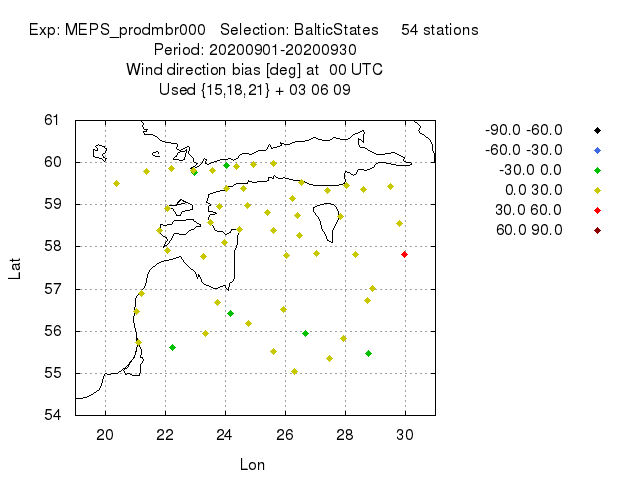 Exp: MEPS_prodmbr000   Selection: BalticStates     54 stations
Period: 20200901-20200930
Wind direction bias [deg] at  00 UTC
Used {15,18,21} + 03 06 09
61
60
59
58
57
56
55
54
Lat
20 22 24 26 28 30
Lon
-90.0 -60.0
-60.0 -30.0
-30.0 0.0
0.0 30.0
30.0 60.0
60.0 90.0